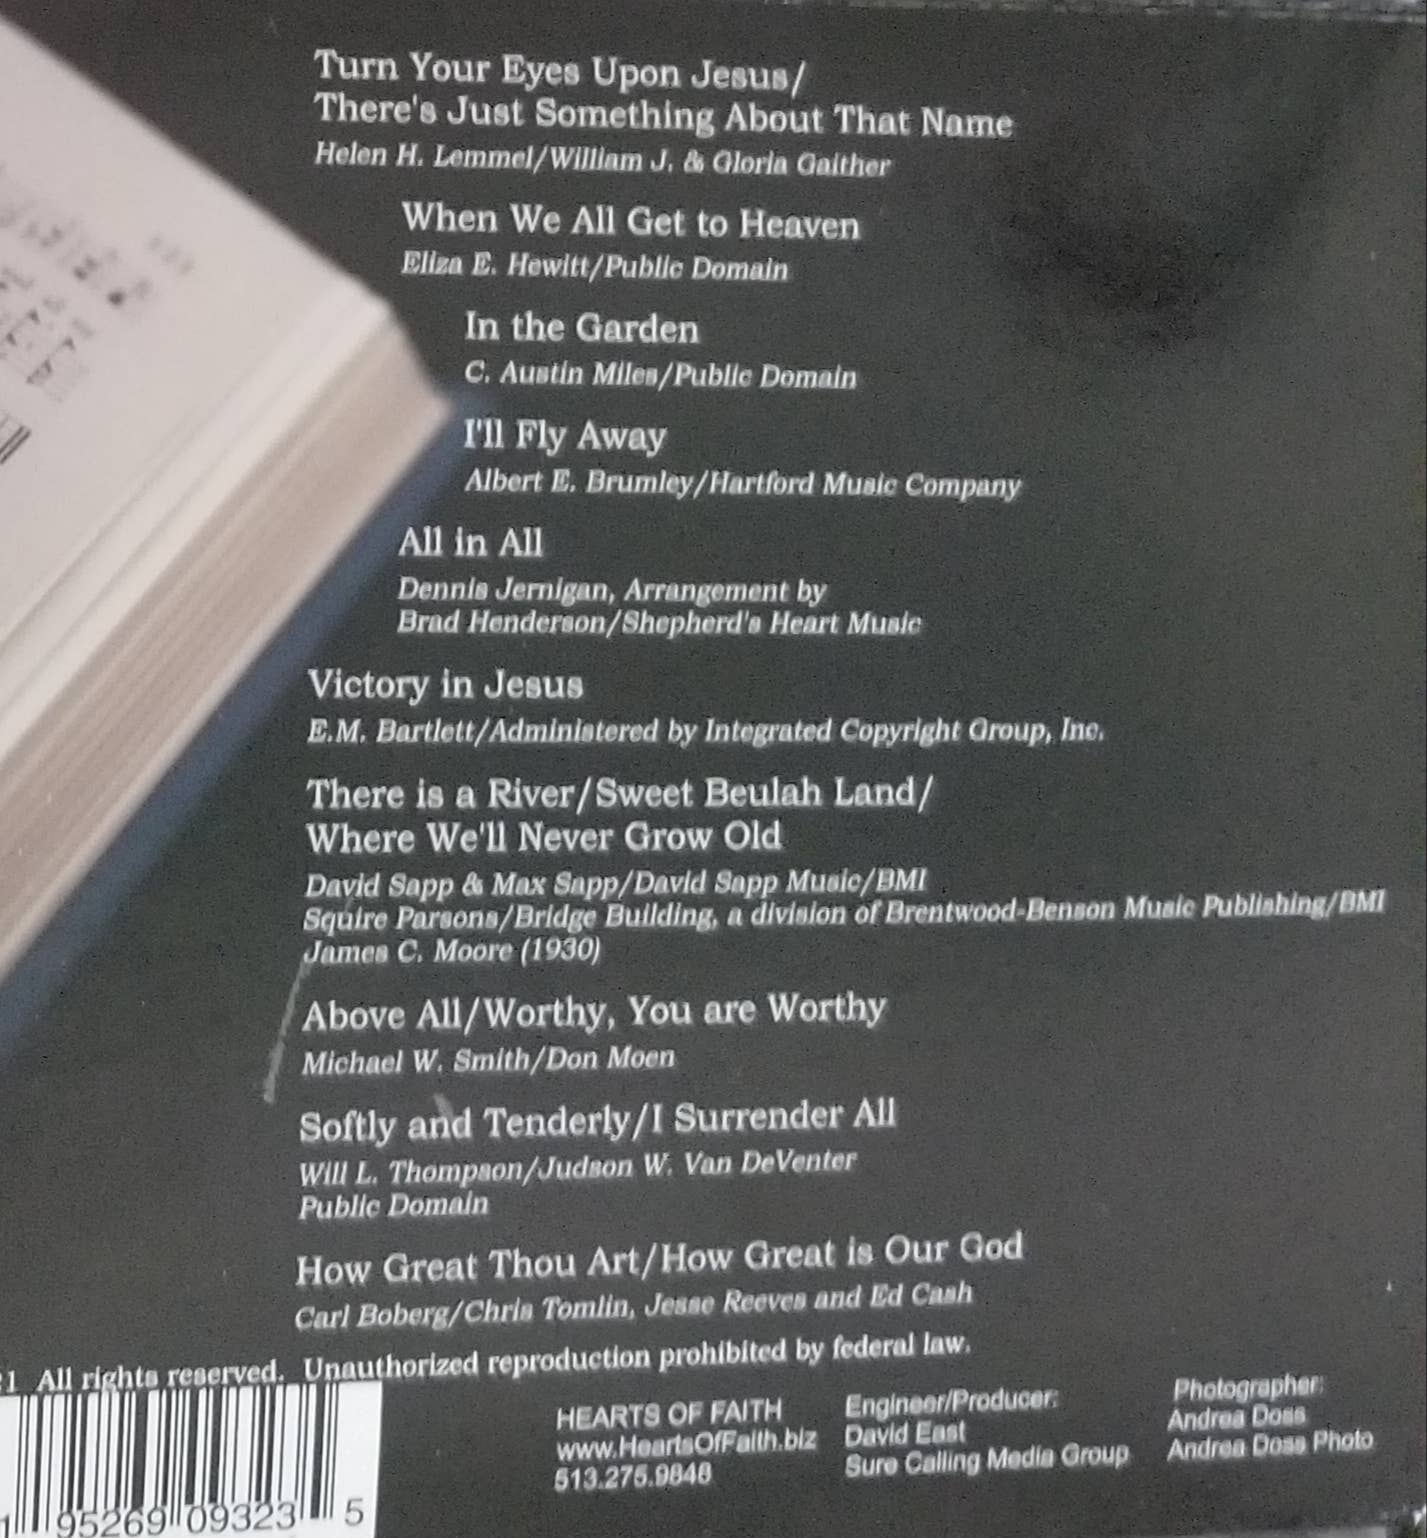 Turn Your Eyes Upon Jesus/
There's Just Something About That Name
Helen H. Lemmel/William J. & Gloria Gaither
When We All Get to Heaven
Eliza E. Hewitt/Public Domain
In the Garden
C. Austin Miles/Public Domain
I'll Fly Away
Albert E. Brumley/Hartford Music Company
All in All
Dennis Jernigan, Arrangement by
Brad Henderson/Shepherd's Heart Music
Victory in Jesus
E.M. Bartlett/Administered by Integrated Copyright Group, Inc.
There is a River/Sweet Beulah Land/
Where We'll Never Grow Old
David Sapp & Max Sapp/David Sapp Music/BMI
Squire Parsons/Bridge Building, a division of Brentwood-Benson Music Publishing/BMI
James C. Moore (1930)
Above All/Worthy, You are Worthy
Michael W. Smith/Don Moen
Softly and Tenderly/I Surrender All
Will L. Thompson/Judson W. Van DeVenter
Public Domain
How Great Thou Art/How Great is Our God
Carl Boberg/Chris Tomlin, Jesse Reeves and Ed Cash
1 All rights reserved. Unauthorized reproduction prohibited by federal law.
HEARTS OF FAITH
www.HeartsOfFaith.biz
513.275.9848
Engineer/Producer:
David East
Sure Calling Media Group
Photographer:
Andrea Doss
Andrea Doss Photo
95269 09323 5